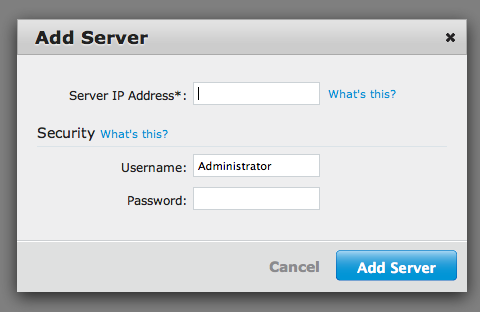 Add Server ✖
Server IP Address*: What's this?
Security What's this?
Username: Administrator
Password:
Cancel Add Server